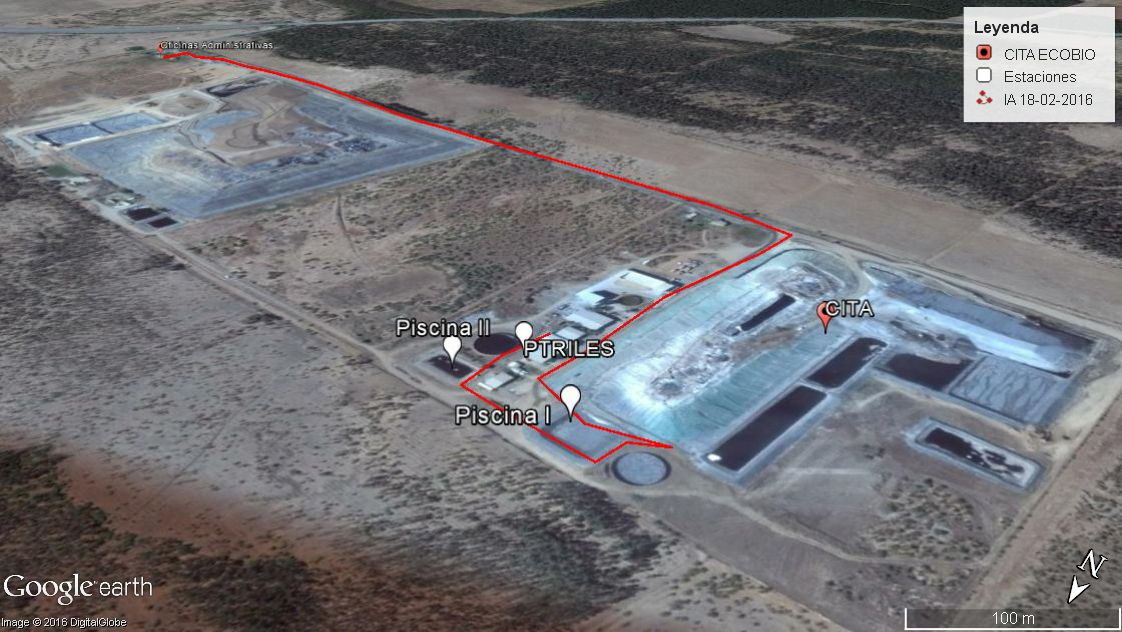 Oficinas Administrativas
Leyenda
CITA ECOBIO
Estaciones
IA 18-02-2016
CITA
Piscina II
PTRILES
Piscina I
Google earth
Image © 2016 DigitalGlobe
N
100 m